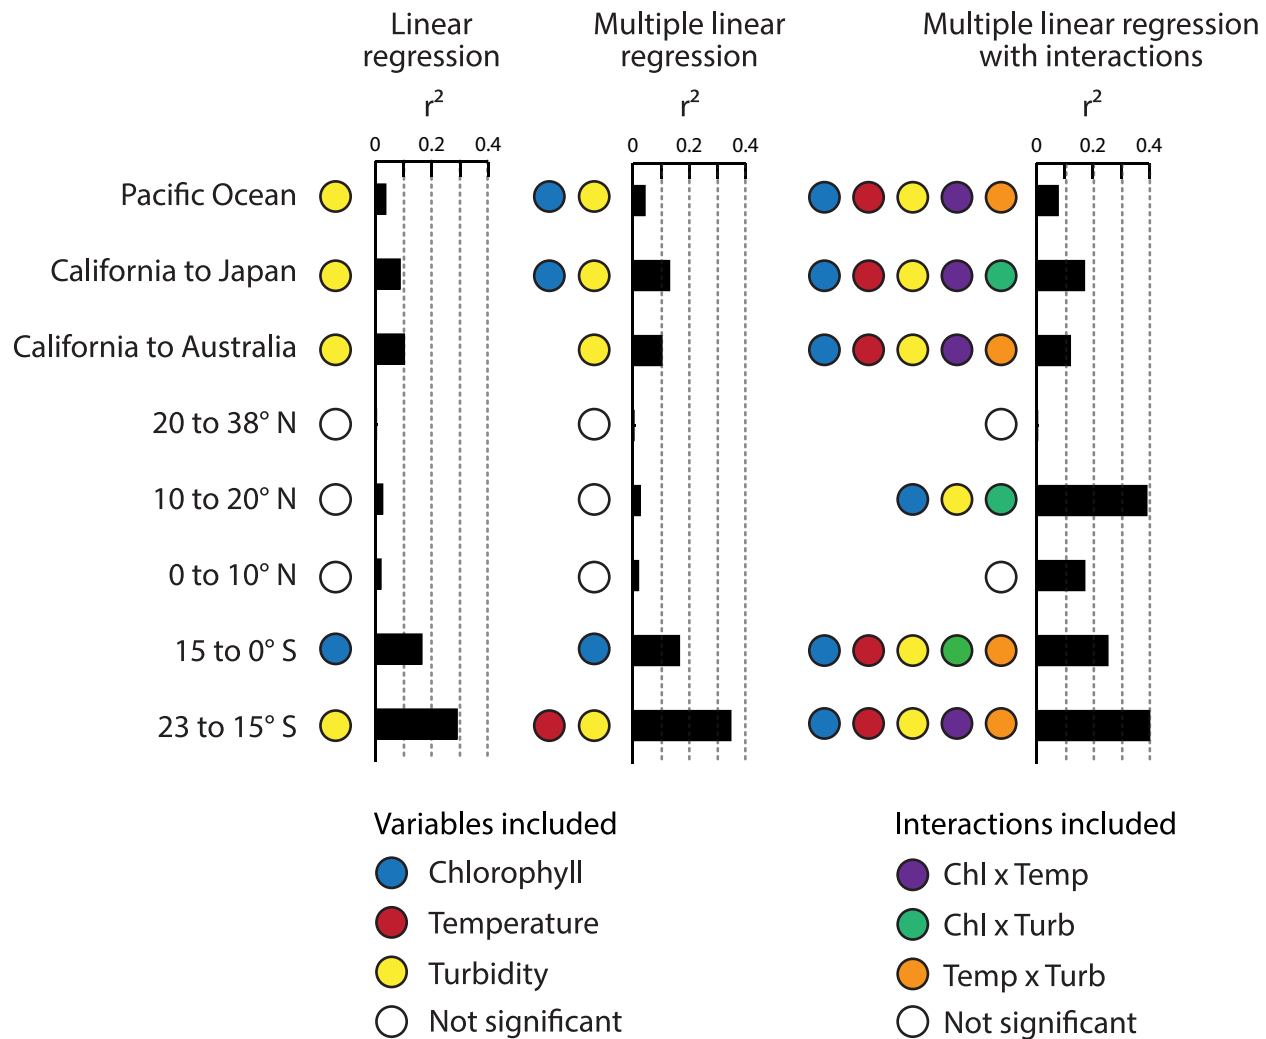 Linear
regression
Multiple linear
regression
Multiple linear regression
with interactions
r²
r²
r²
0 0.2 0.4
0 0.2 0.4
0 0.2 0.4
Pacific Ocean
California to Japan
California to Australia
20 to 38° N
10 to 20° N
0 to 10° N
15 to 0° S
23 to 15° S
Variables included
Chlorophyll
Temperature
Turbidity
Not significant
Interactions included
Chl x Temp
Chl x Turb
Temp x Turb
Not significant